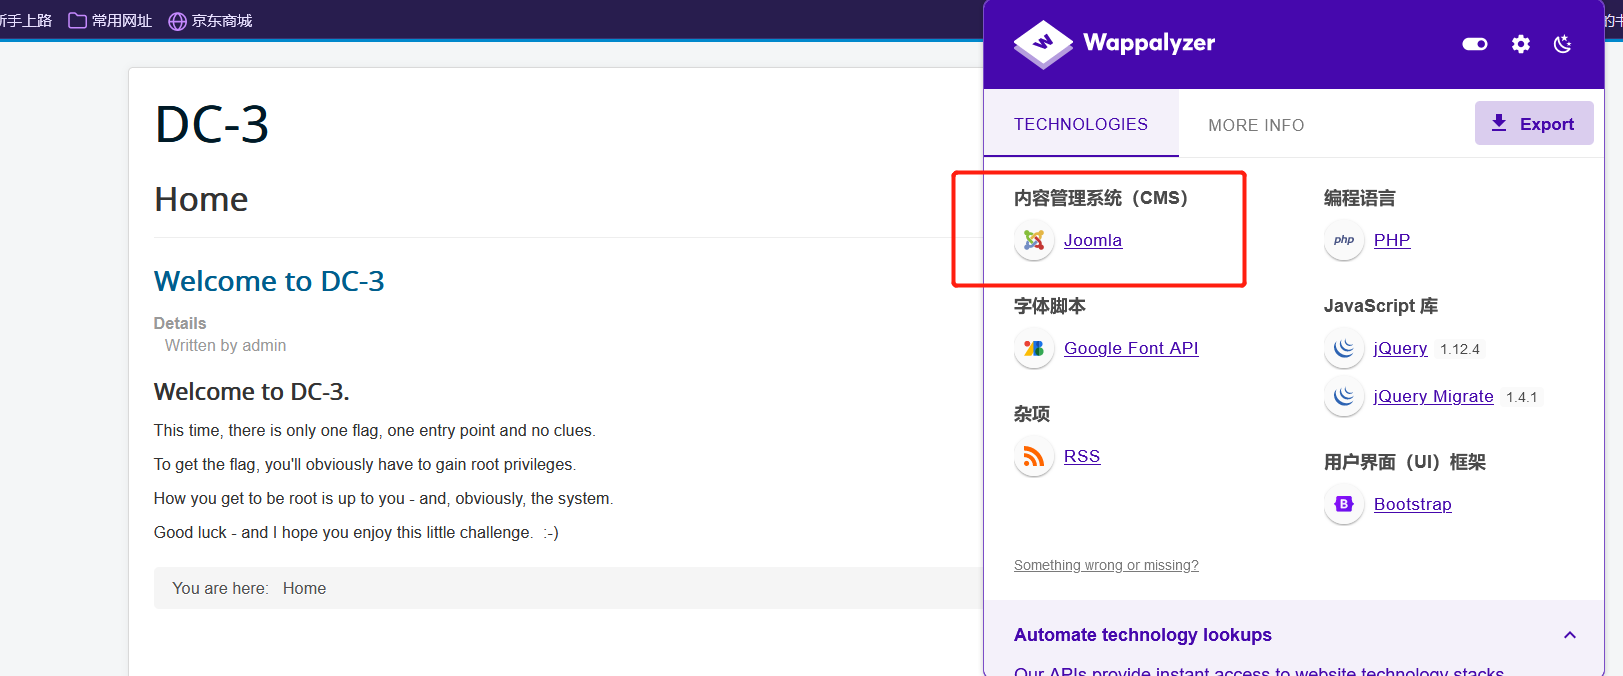 新手上路 常用网址 京东商城
DC-3
Home
Welcome to DC-3
Details
Written by admin
Welcome to DC-3.
This time, there is only one flag, one entry point and no clues.
To get the flag, you'll obviously have to gain root privileges.
How you get to be root is up to you - and, obviously, the system.
Good luck - and I hope you enjoy this little challenge. :-)
You are here: Home
Wappalyzer
TECHNOLOGIES
MORE INFO
Export
内容管理系统（CMS）
Joomla
字体脚本
Google Font API
杂项
RSS
编程语言
php PHP
JavaScript 库
jQuery 1.12.4
jQuery Migrate 1.4.1
用户界面（UI）框架
B Bootstrap
Something wrong or missing?
Automate technology lookups
Our APIs provide instant access to website technology stacks